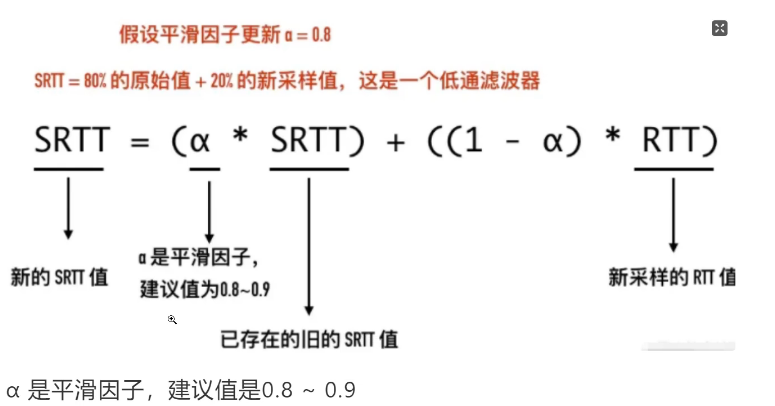 假设平滑因子更新 α = 0.8
SRTT = 80% 的原始值 + 20% 的新采样值，这是一个低通滤波器
SRTT = (α * SRTT) + ((1 - α) * RTT)
新的 SRTT 值
α 是平滑因子，
建议值为0.8~0.9
新采样的 RTT 值
已存在的旧的 SRTT 值
α 是平滑因子，建议值是0.8 ~ 0.9